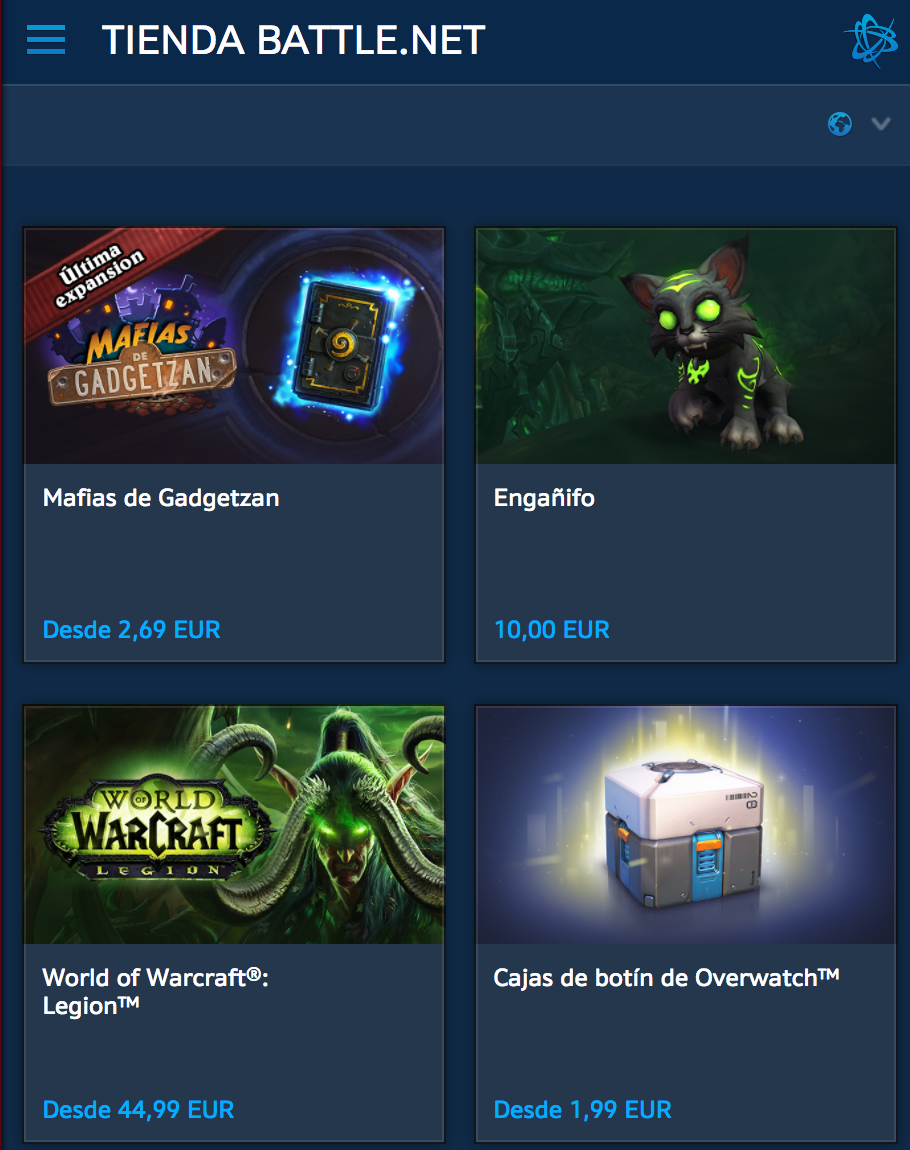 TIENDA BATTLE.NET
Última
expansion
MAFIAS
DE
GADGETZAN
Mafias de Gadgetzan
Desde 2,69 EUR
Engañifo
10,00 EUR
WORLD
OF
WARCRAFT
LEGION
World of Warcraft®:
Legion™
Desde 44,99 EUR
Cajas de botín de Overwatch™
Desde 1,99 EUR